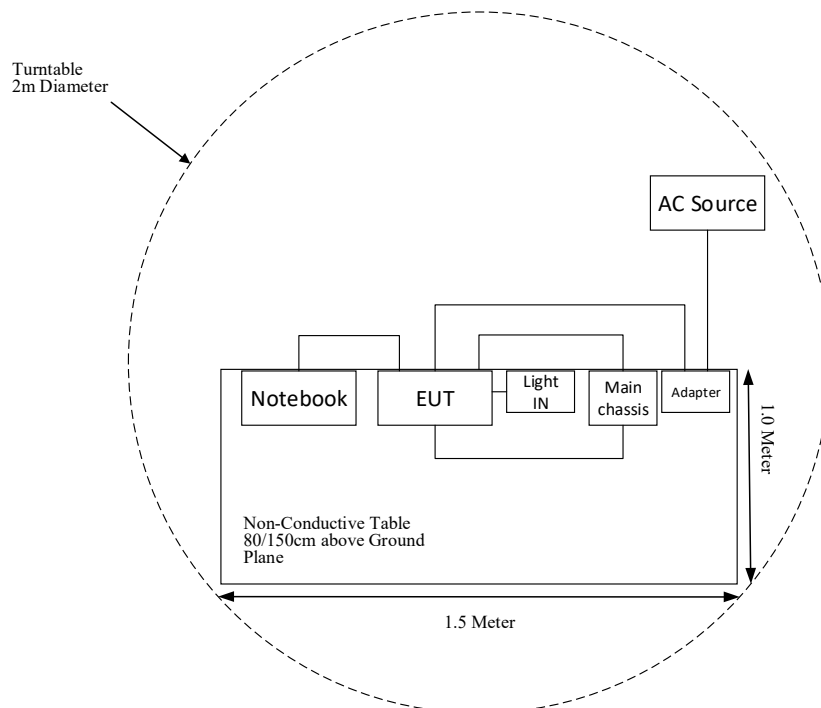 Turntable
2m Diameter
AC Source
Notebook
EUT
Light
IN
Main
chassis
Adapter
1.0 Meter
Non-Conductive Table
80/150cm above Ground
Plane
1.5 Meter